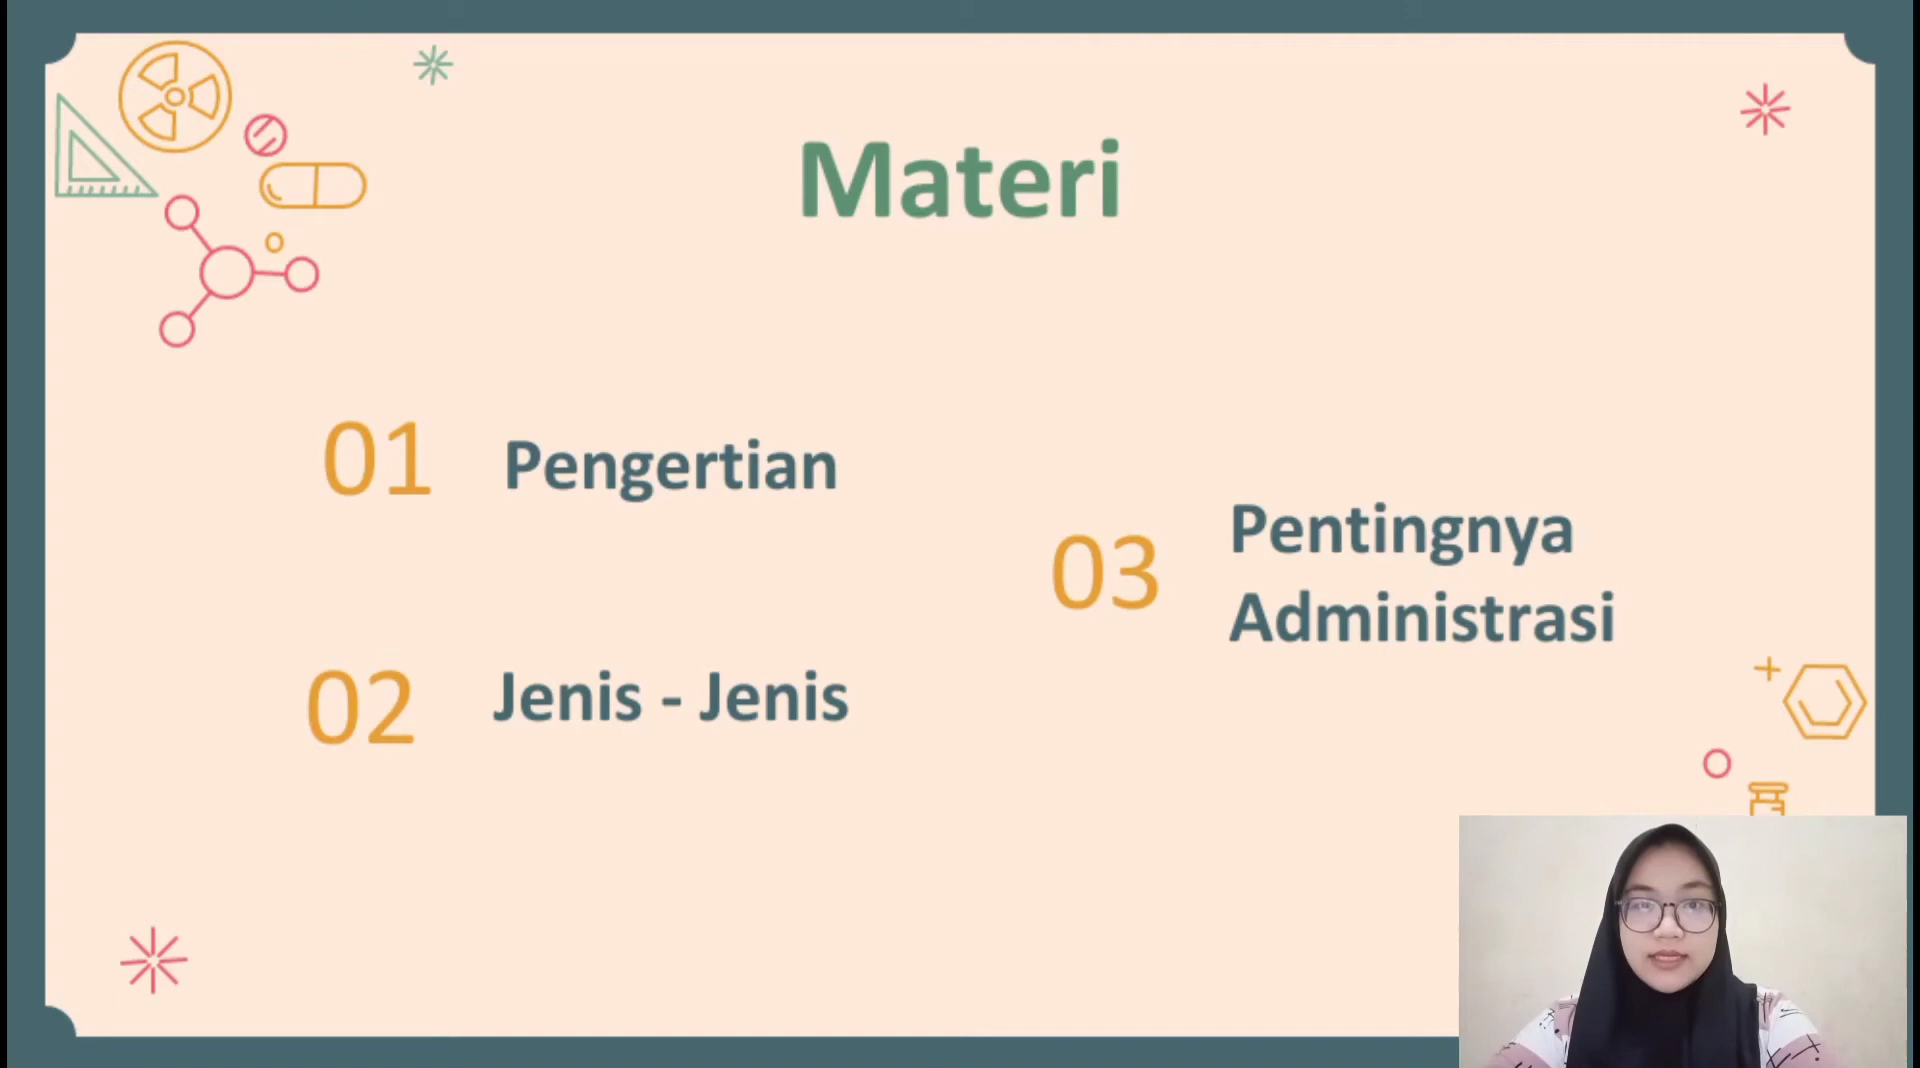 Materi
01 Pengertian
02 Jenis - Jenis
03 Pentingnya
Administrasi